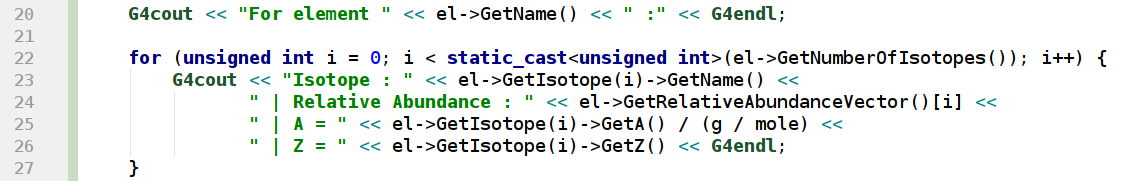 20 G4cout << "For element " << el->GetName() << " :" << G4endl;
21
22 for (unsigned int i = 0; i < static_cast<unsigned int>(el->GetNumberOfIsotopes()); i++) {
23 G4cout << "Isotope : " << el->GetIsotope(i)->GetName() <<
24 " | Relative Abundance : " << el->GetRelativeAbundanceVector()[i] <<
25 " | A = " << el->GetIsotope(i)->GetA() / (g / mole) <<
26 " | Z = " << el->GetIsotope(i)->GetZ() << G4endl;
27 }